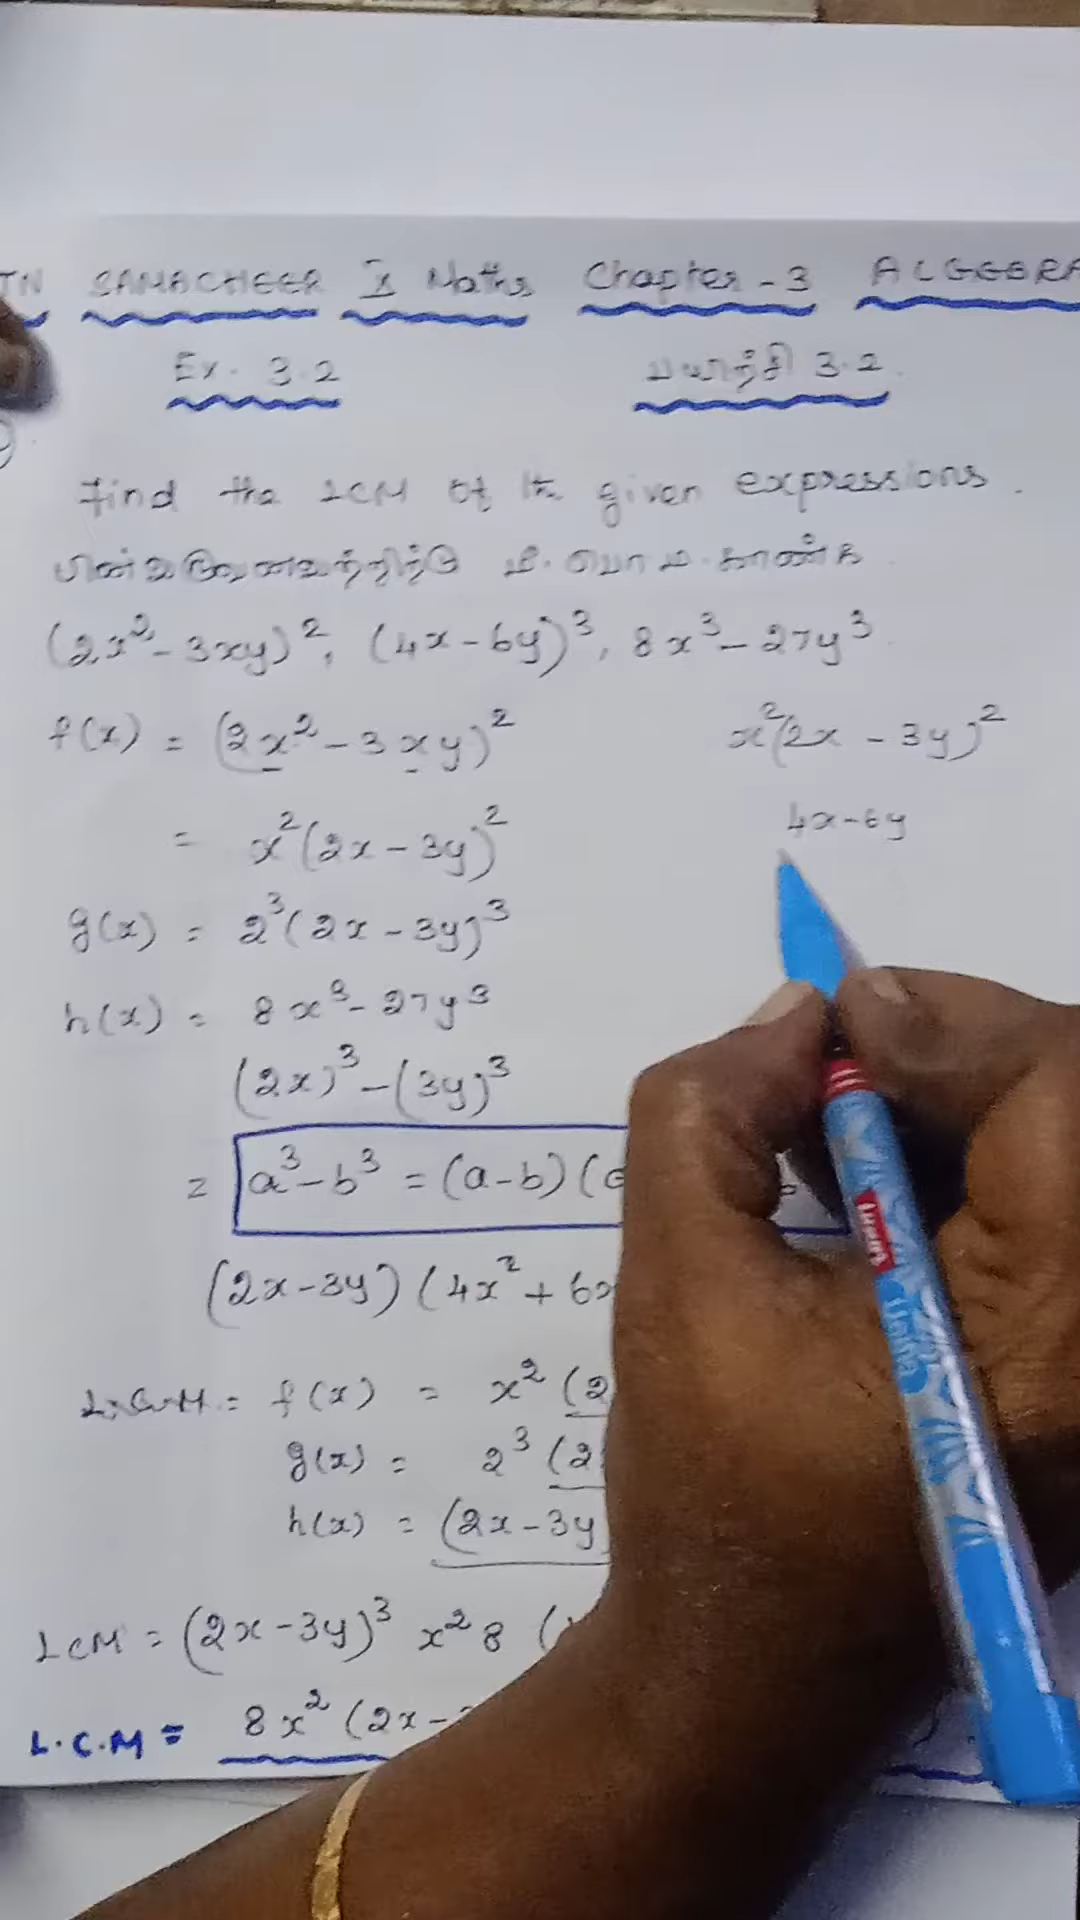 TN SAMACHEER X Maths Chapter - 3 ALGEBRA
Ex. 3.2 பயிற்சி 3.2
Find the LCM of the given expressions.
பின்வருவனவற்றிற்கு மீ.பொ.ம. காண்க
(2x² - 3xy)², (4x - 6y)³, 8x³ - 27y³
f(x) = (2x² - 3xy)² x²(2x - 3y)²
= x²(2x - 3y)² 4x - 6y
g(x) = 2³(2x - 3y)³
h(x) = 8x³ - 27y³
(2x)³ - (3y)³
= a³ - b³ = (a - b)(
(2x - 3y)(4x² + 6x
L.C.M = f(x) = x² (2
g(x) = 2³ (2
h(x) = (2x - 3y
LCM = (2x - 3y)³ x² 8 (
L.C.M = 8x² (2x -